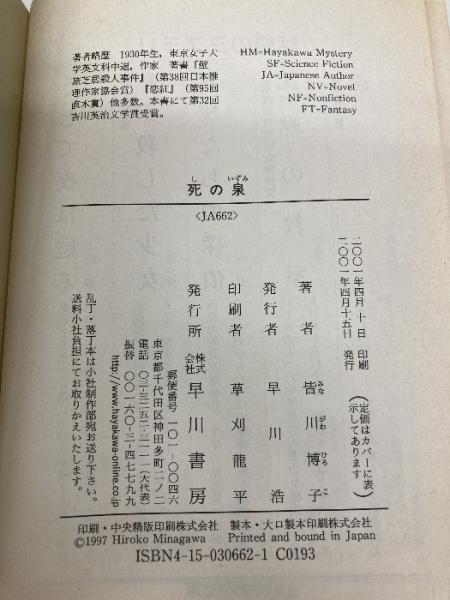 著者略歴 1930年生，東京女子大
学英文科中退，作家 著書『壁
旅芝居殺人事件』（第38回日本推
理作家協会賞）『恋紅』（第95回
直木賞）他多数。本書にて第32回
吉川英治文学賞受賞。
HM=Hayakawa Mystery
SF=Science Fiction
JA=Japanese Author
NV=Novel
NF=Nonfiction
FT=Fantasy
し いずみ
死の泉
〈JA662〉
二〇〇一年四月十日 印刷
二〇〇一年四月十五日 発行
（定価はカバーに表
示してあります）
著者 皆川博子
みな がわ ひろ こ
発行者 早川浩
印刷者 草刈龍平
発行所 株式会社 早川書房
郵便番号 一〇一-〇〇四六
東京都千代田区神田多町二ノ二
電話 〇三-三二五二-三一一一（大代表）
振替 〇〇一六〇-三-四七七九九
http://www.hayakawa-online.co.jp
乱丁・落丁本は小社制作部宛お送り下さい。
送料小社負担にてお取りかえいたします。
印刷・中央精版印刷株式会社 製本・大口製本印刷株式会社
©1997 Hiroko Minagawa Printed and bound in Japan
ISBN4-15-030662-1 C0193